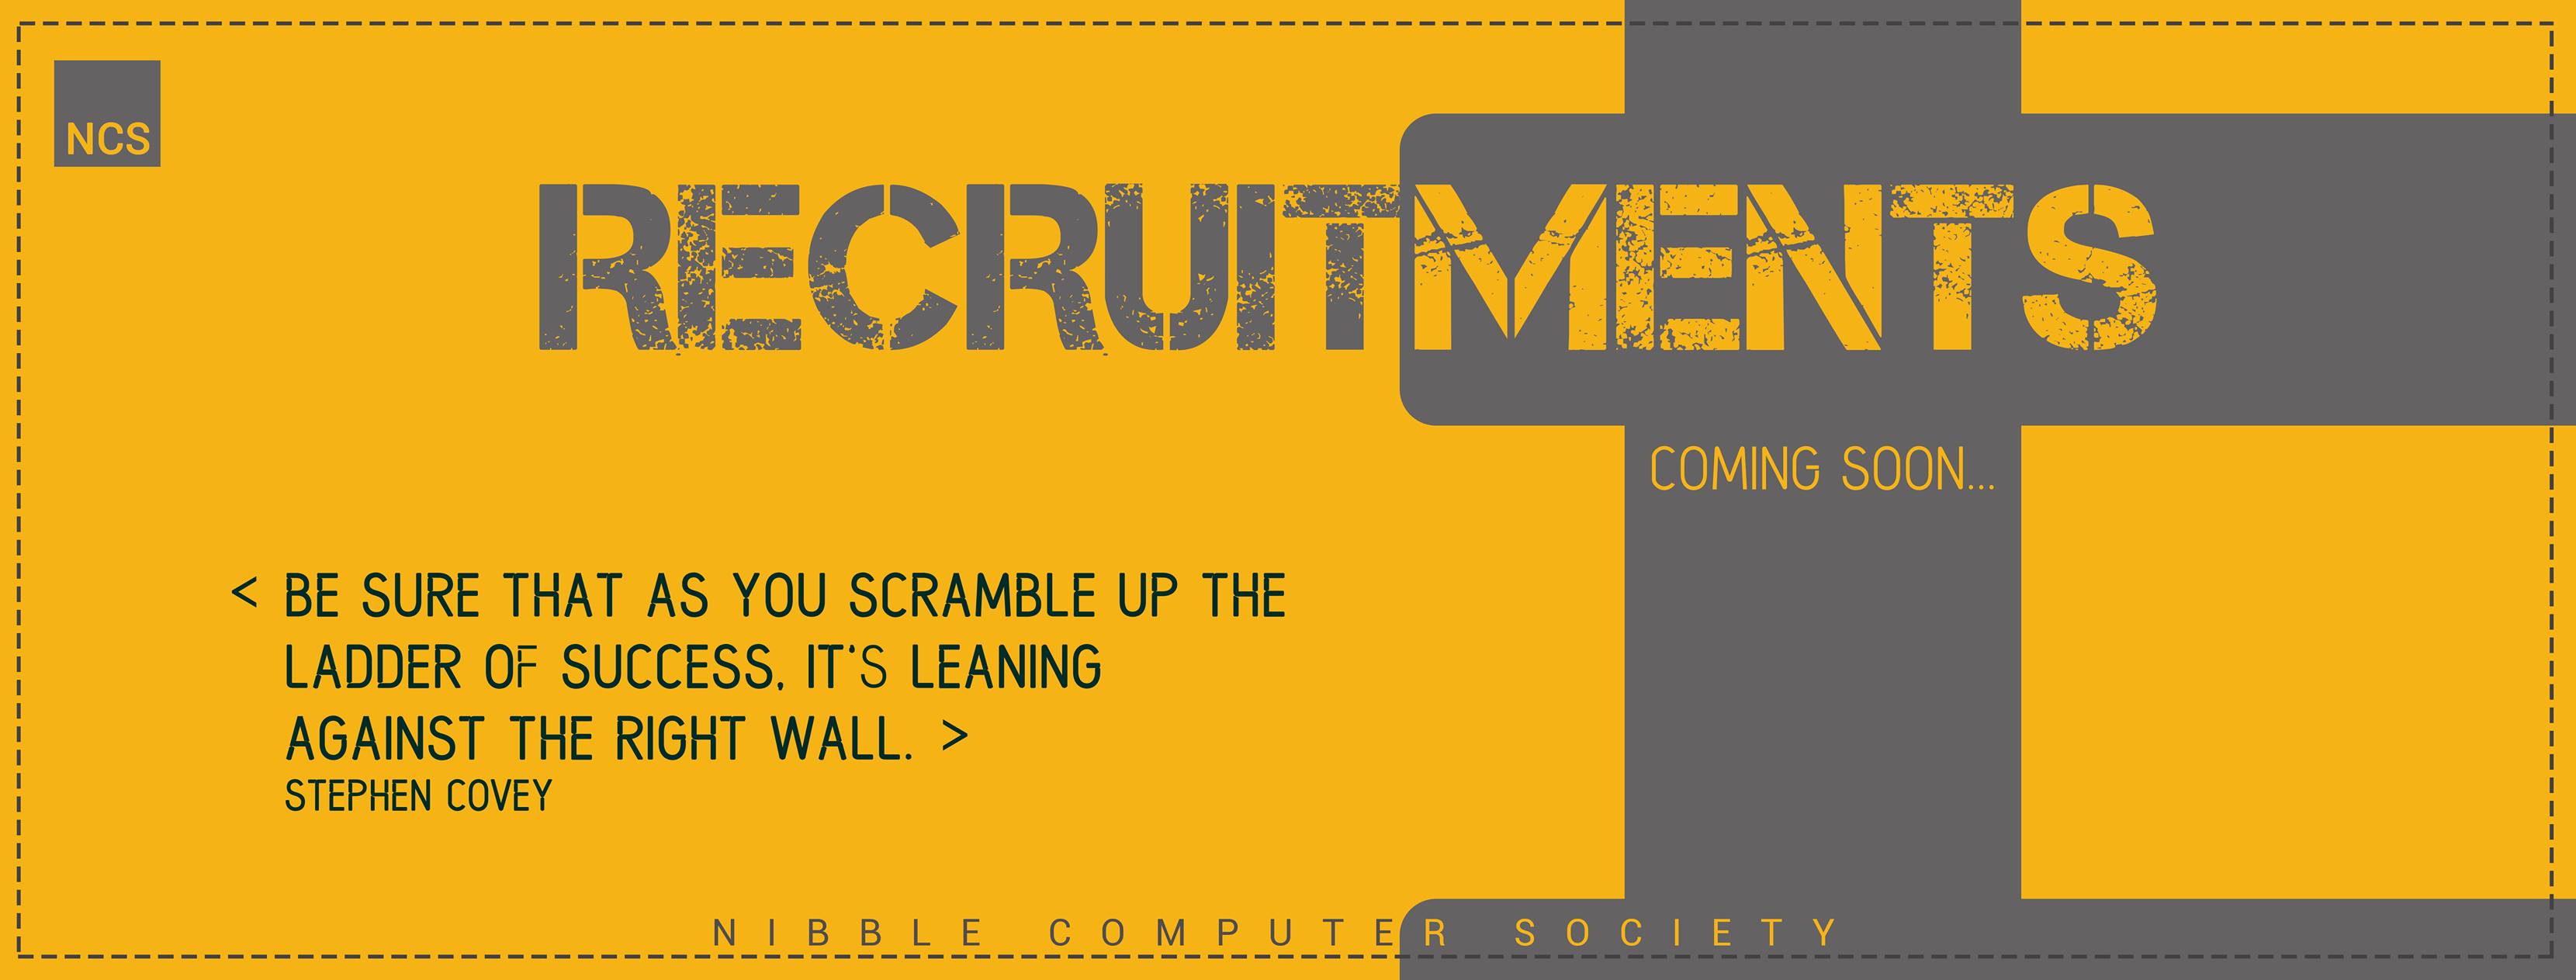 NCS
RECRUITMENTS
COMING SOON...
< BE SURE THAT AS YOU SCRAMBLE UP THE
LADDER OF SUCCESS, IT'S LEANING
AGAINST THE RIGHT WALL. >
STEPHEN COVEY
NIBBLE COMPUTER SOCIETY